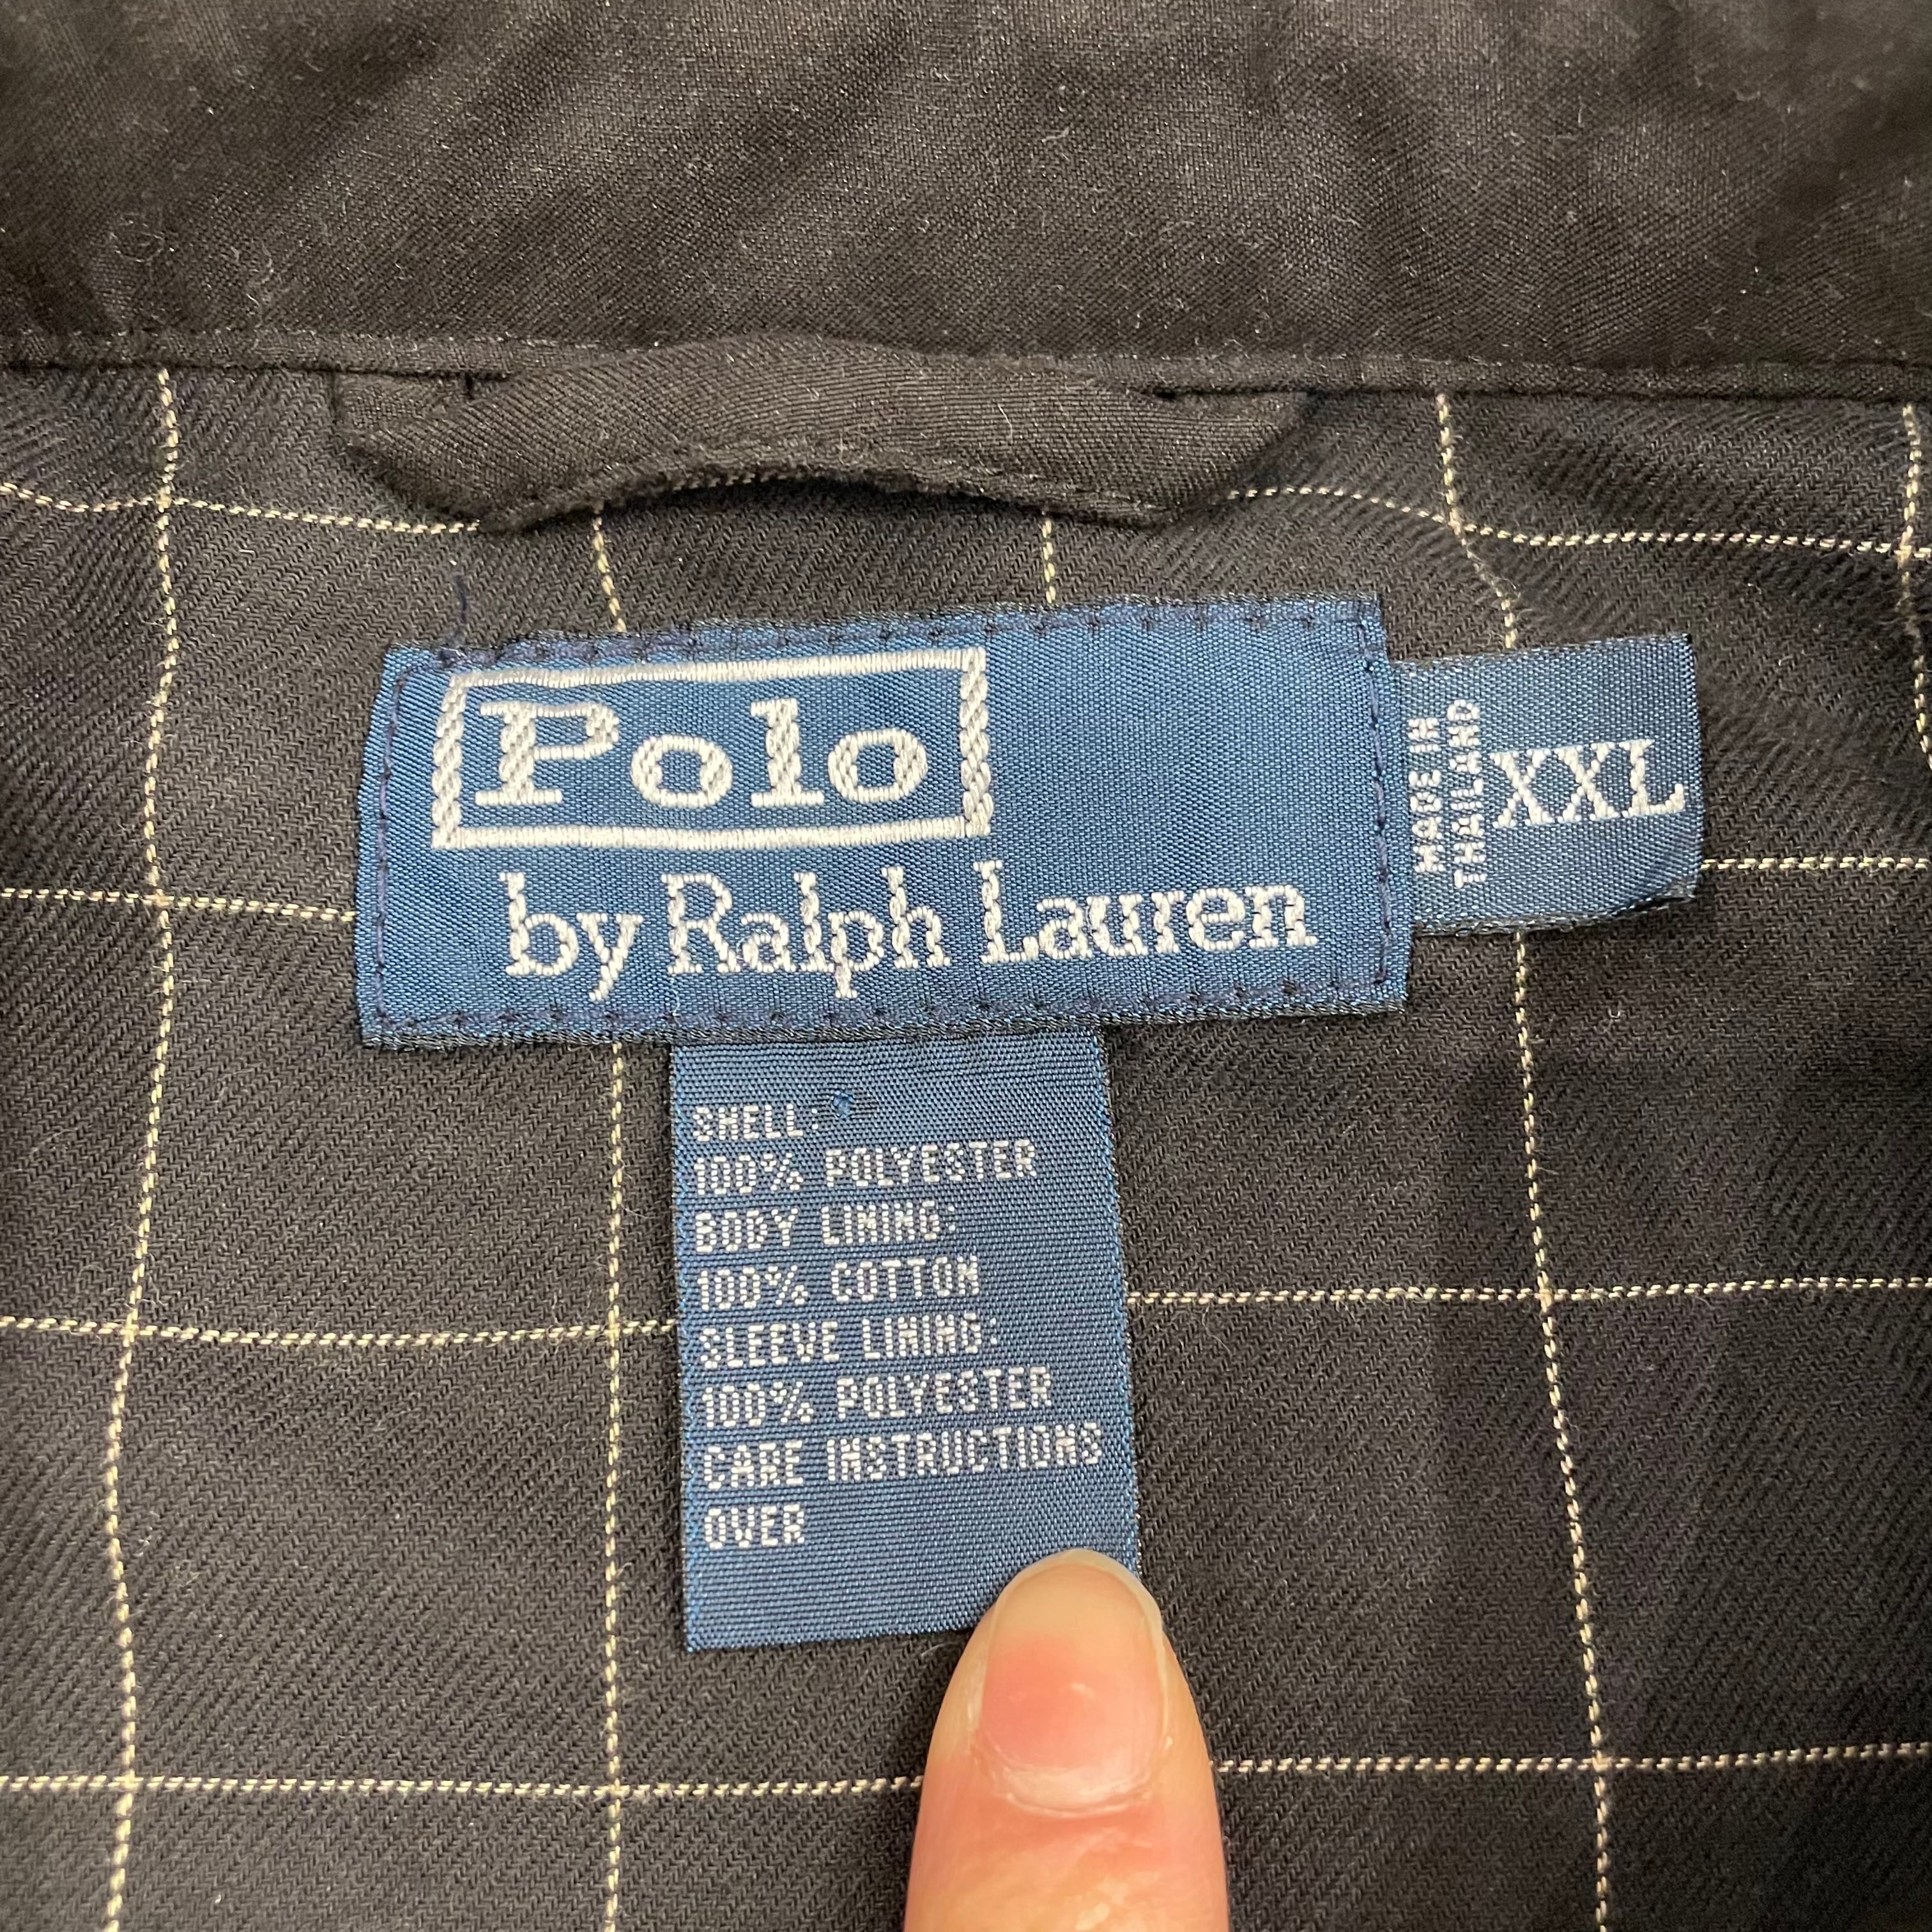 Polo
by Ralph Lauren
MADE IN
THAILAND
XXL
SHELL:
100% POLYESTER
BODY LINING:
100% COTTON
SLEEVE LINING:
100% POLYESTER
CARE INSTRUCTIONS
OVER